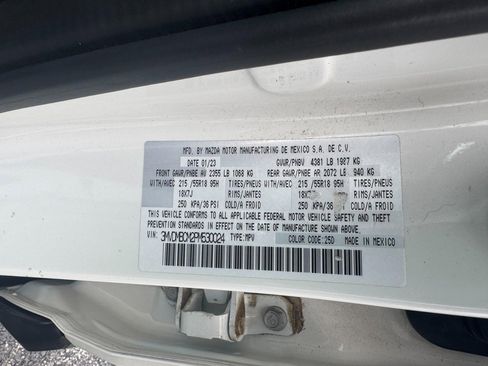 MFD. BY MAZDA MOTOR MANUFACTURING DE MEXICO S.A. DE C.V.
DATE 01/23 GVWR/PNBV 4381 LB 1987 KG
FRONT GAWR/PNBE AV 2355 LB 1068 KG REAR GAWR/PNBE AR 2072 LB 940 KG
WITH/AVEC 215 /55R18 95H TIRES/PNEUS WITH/AVEC 215 /55R18 95H TIRES/PNEUS
18X7J RIMS/JANTES RIMS/JANTES
250 KPA/36 PSI COLD/A FROID 250 KPA/36 COLD/A FROID
THIS VEHICLE CONFORMS TO ALL APPLICABLE FEDERAL MOTOR VEHICLE SAFETY AND THEFT
PREVENTION STANDARDS IN EFFECT ON THE DATE OF MANUFACTURE SHOWN ABOVE.
VIN: TYPE:MPV COLOR CODE:25D MADE IN MEXICO